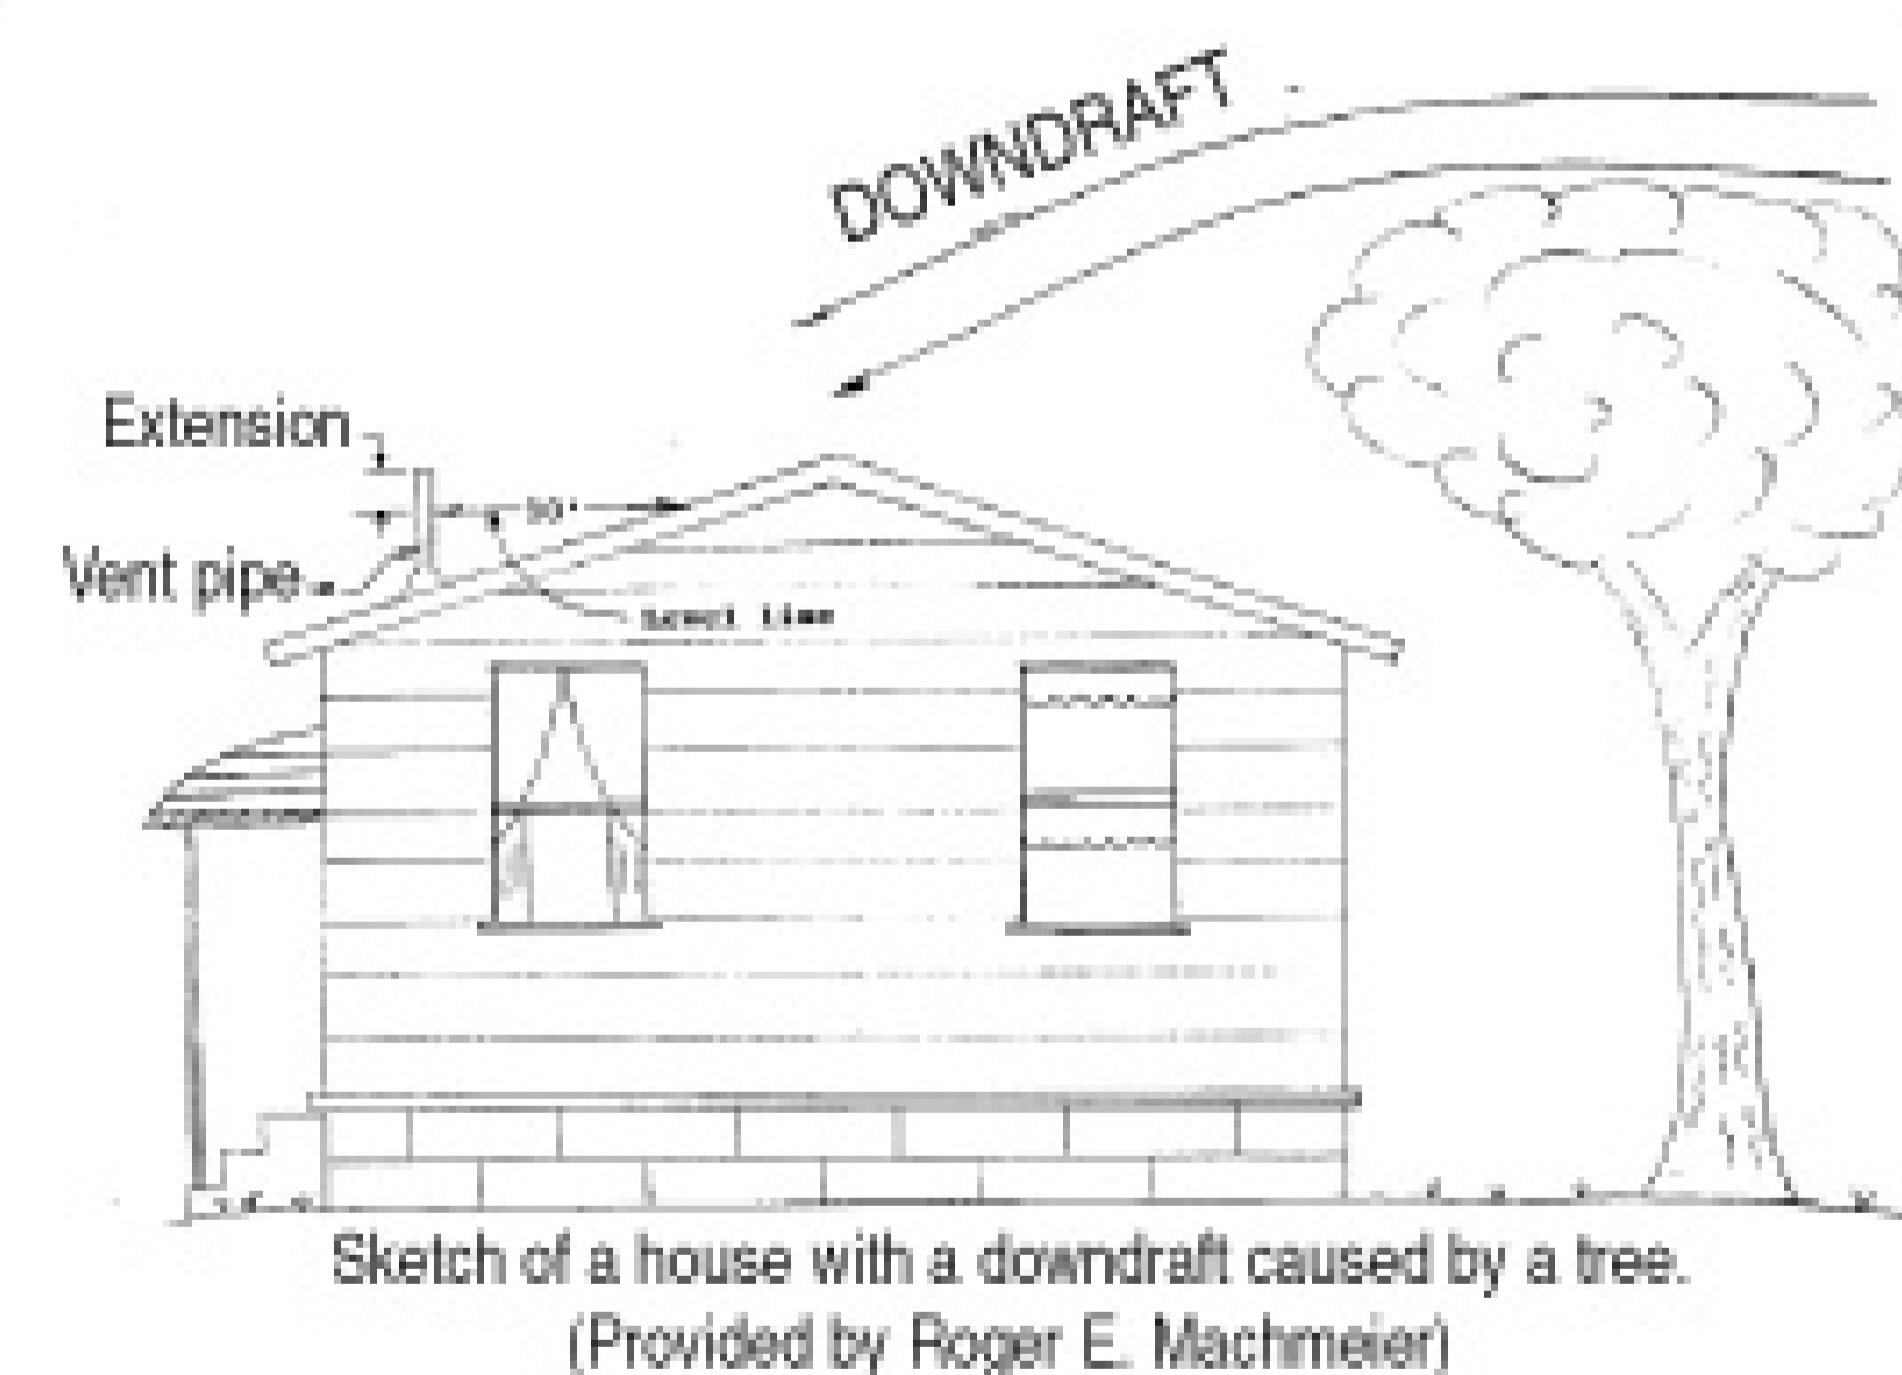 DOWNDRAFT
Extension
Vent pipe
Sketch of a house with a downdraft caused by a tree.
(Provided by Roger E. Machmeier)